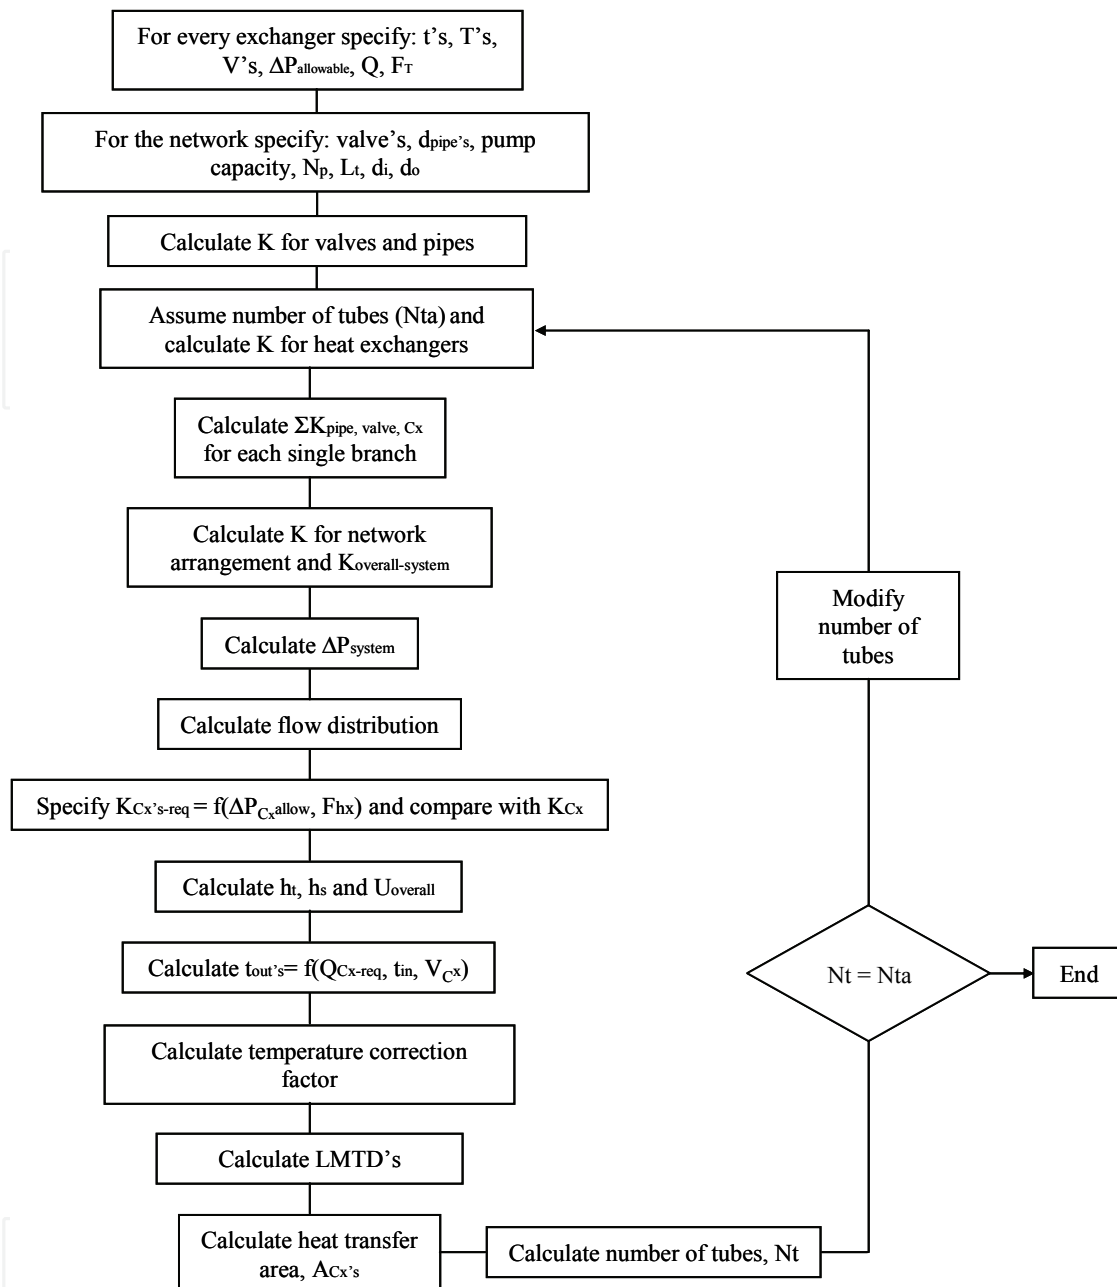 For every exchanger specify: t’s, T’s,
V’s, ΔPallowable, Q, FT
For the network specify: valve’s, dpipe’s, pump
capacity, Np, Lt, di, do
Calculate K for valves and pipes
Assume number of tubes (Nta) and
calculate K for heat exchangers
Calculate ΣKpipe, valve, Cx
for each single branch
Calculate K for network
arrangement and Koverall-system
Calculate ΔPsystem
Calculate flow distribution
Specify KCx’s-req = f(ΔPCxallow, Fhx) and compare with KCx
Calculate ht, hs and Uoverall
Calculate tout’s= f(QCx-req, tin, VCx)
Calculate temperature correction
factor
Calculate LMTD’s
Calculate heat transfer
area, ACx’s
Calculate number of tubes, Nt
Nt = Nta
End
Modify
number of
tubes